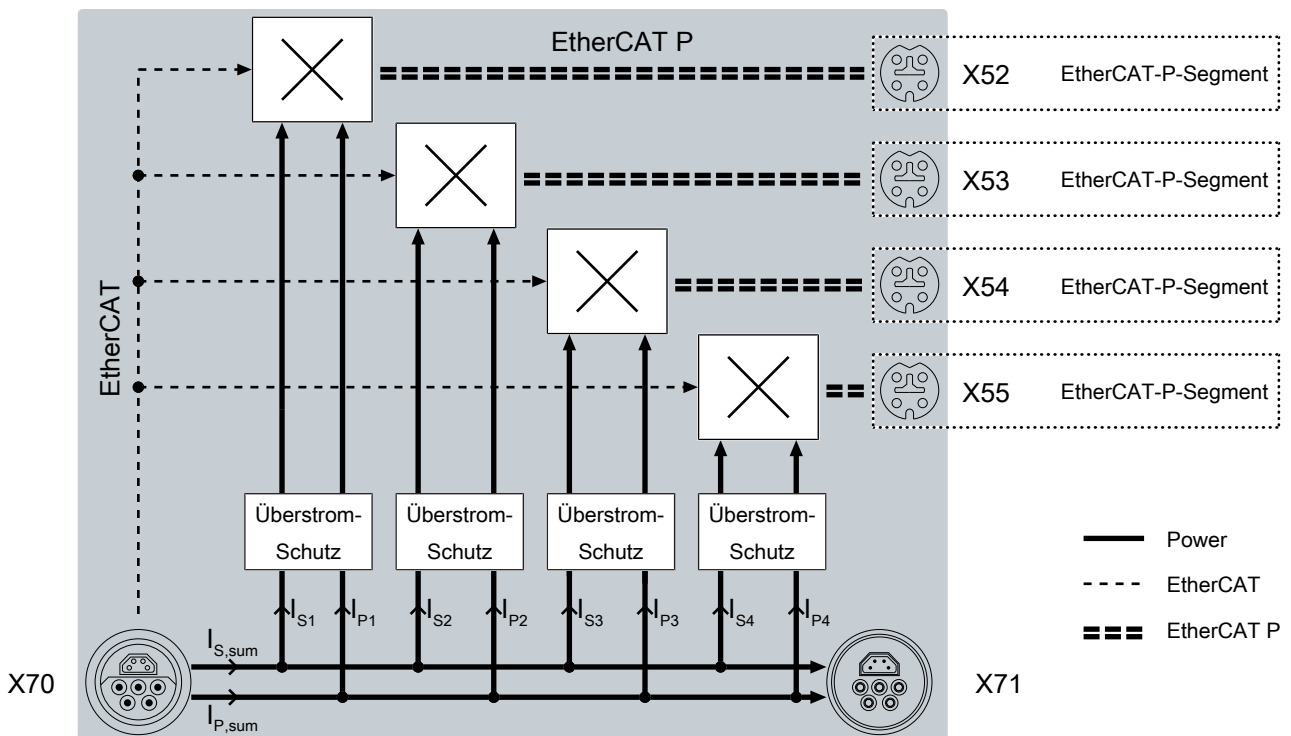 EtherCAT P
X52 EtherCAT-P-Segment
X53 EtherCAT-P-Segment
X54 EtherCAT-P-Segment
X55 EtherCAT-P-Segment
EtherCAT
Überstrom-
Schutz
Überstrom-
Schutz
Überstrom-
Schutz
Überstrom-
Schutz
Power
EtherCAT
EtherCAT P
IS1 IP1 IS2 IP2 IS3 IP3 IS4 IP4
IS,sum
X70
X71
IP,sum